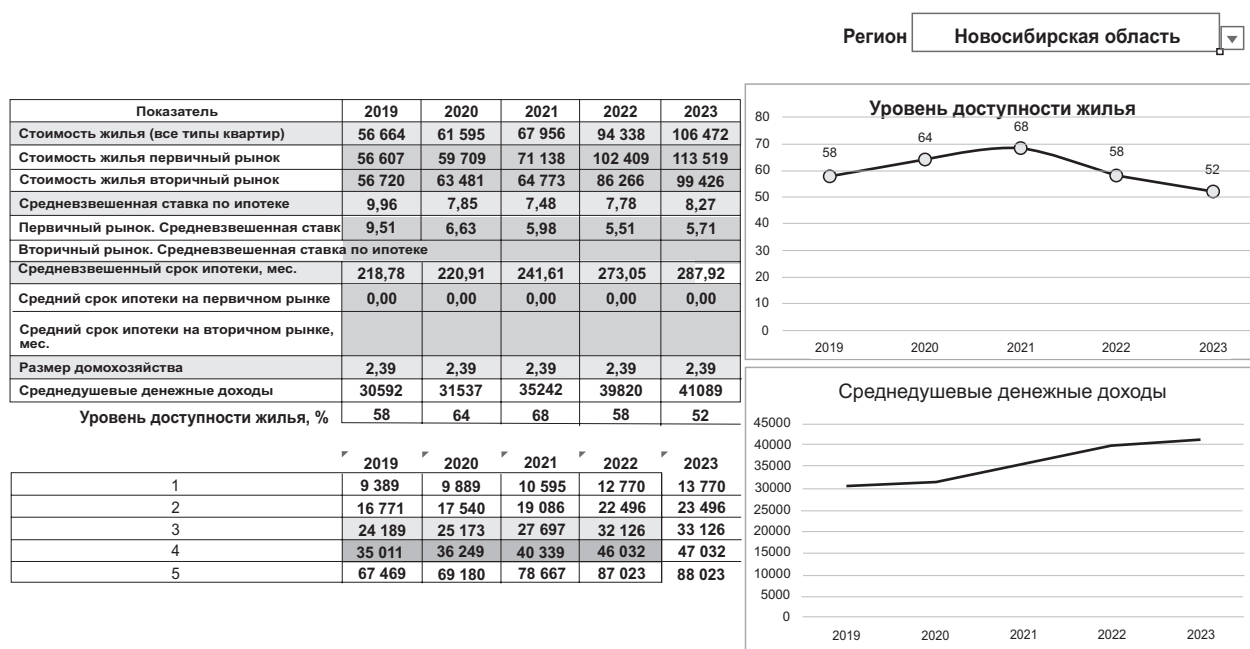 Регион Новосибирская область
Показатель 2019 2020 2021 2022 2023
Стоимость жилья (все типы квартир) 56 664 61 595 67 956 94 338 106 472
Стоимость жилья первичный рынок 56 607 59 709 71 138 102 409 113 519
Стоимость жилья вторичный рынок 56 720 63 481 64 773 86 266 99 426
Средневзвешенная ставка по ипотеке 9,96 7,85 7,48 7,78 8,27
Первичный рынок. Средневзвешенная ставк 9,51 6,63 5,98 5,51 5,71
Вторичный рынок. Средневзвешенная ставка по ипотеке
Средневзвешенный срок ипотеки, мес. 218,78 220,91 241,61 273,05 287,92
Средний срок ипотеки на первичном рынке 0,00 0,00 0,00 0,00 0,00
Средний срок ипотеки на вторичном рынке,
мес.
Размер домохозяйства 2,39 2,39 2,39 2,39 2,39
Среднедушевые денежные доходы 30592 31537 35242 39820 41089
Уровень доступности жилья, % 58 64 68 58 52
2019 2020 2021 2022 2023
1 9 389 9 889 10 595 12 770 13 770
2 16 771 17 540 19 086 22 496 23 496
3 24 189 25 173 27 697 32 126 33 126
4 35 011 36 249 40 339 46 032 47 032
5 67 469 69 180 78 667 87 023 88 023
Уровень доступности жилья
80
70
60
50
40
30
20
10
0
58 64 68 58 52
2019 2020 2021 2022 2023
Среднедушевые денежные доходы
45000
40000
35000
30000
25000
20000
15000
10000
5000
0
2019 2020 2021 2022 2023